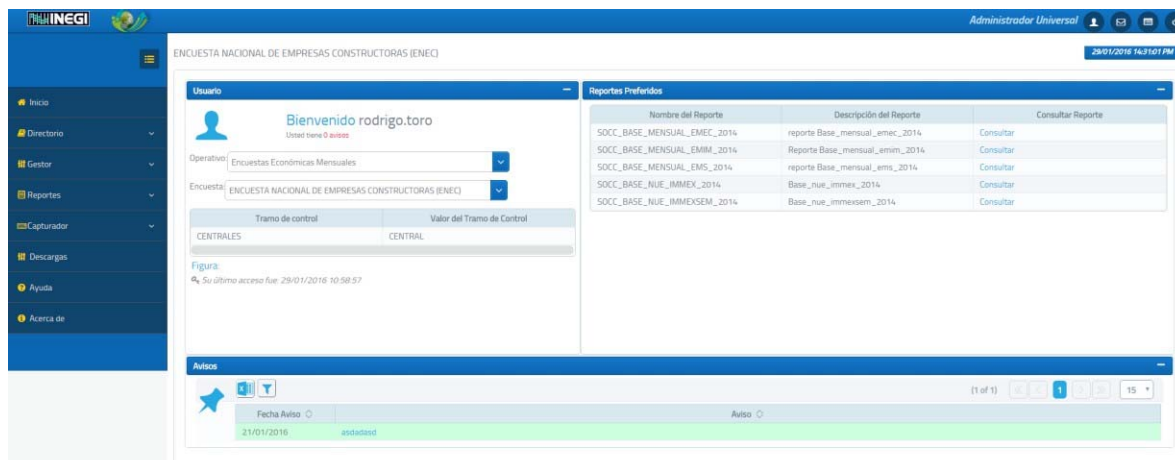 INEGI
Administrador Universal
ENCUESTA NACIONAL DE EMPRESAS CONSTRUCTORAS (ENEC)
29/01/2016 14:31:01 PM
Inicio
Directorio
Gestor
Reportes
Capturador
Descargas
Ayuda
Acerca de
Usuario
Bienvenido rodrigo.toro
Usted tiene 0 avisos
Operativo: Encuestas Económicas Mensuales
Encuesta: ENCUESTA NACIONAL DE EMPRESAS CONSTRUCTORAS (ENEC)
Tramo de control Valor del Tramo de Control
CENTRALES CENTRAL
Figura:
Su último acceso fue: 29/01/2016 10:58:57
Reportes Preferidos
Nombre del Reporte Descripción del Reporte Consultar Reporte
SOCC_BASE_MENSUAL_EMEC_2014 reporte Base_mensual_emec_2014 Consultar
SOCC_BASE_MENSUAL_EMIM_2014 Reporte Base_mensual_emim_2014 Consultar
SOCC_BASE_MENSUAL_EMS_2014 reporte Base_mensual_ems_2014 Consultar
SOCC_BASE_NUE_IMMEX_2014 Base_nue_immex_2014 Consultar
SOCC_BASE_NUE_IMMEXSEM_2014 Base_nue_immexsem_2014 Consultar
Avisos
(1 of 1) 1 15
Fecha Aviso Aviso
21/01/2016 asdadasd